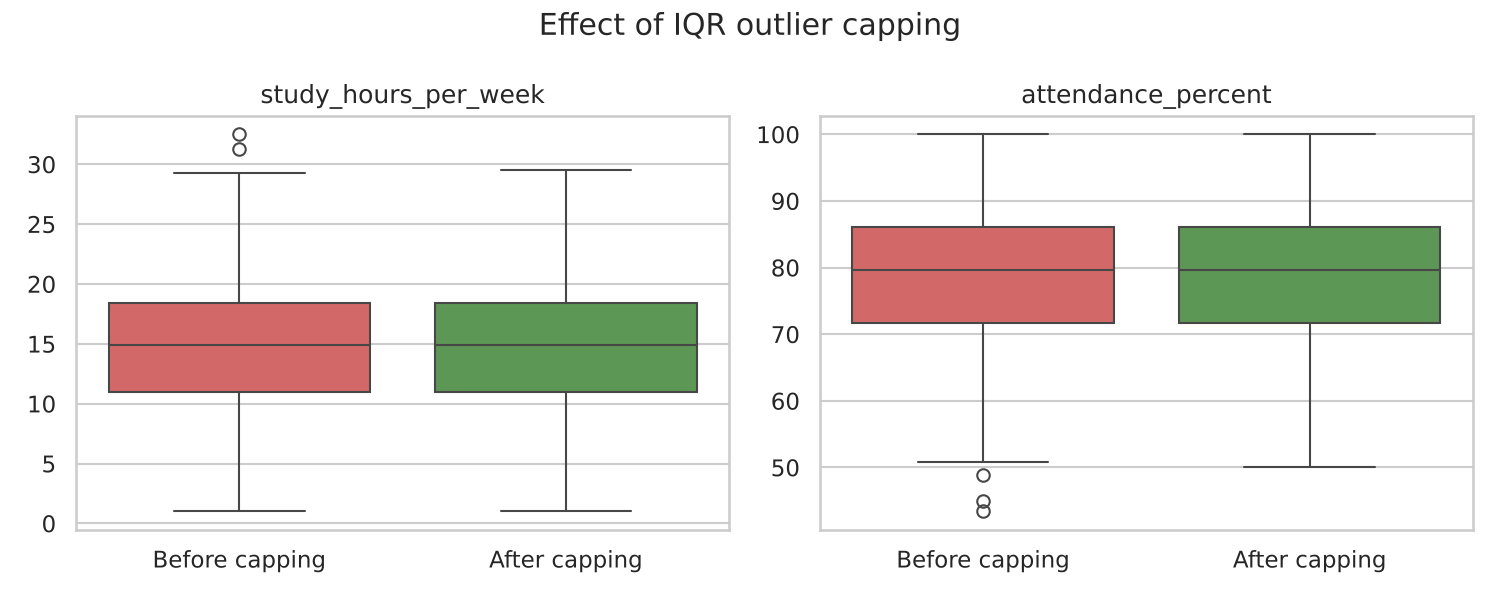 Effect of IQR outlier capping
study_hours_per_week
30
25
20
15
10
5
0
Before capping
After capping
attendance_percent
100
90
80
70
60
50
Before capping
After capping